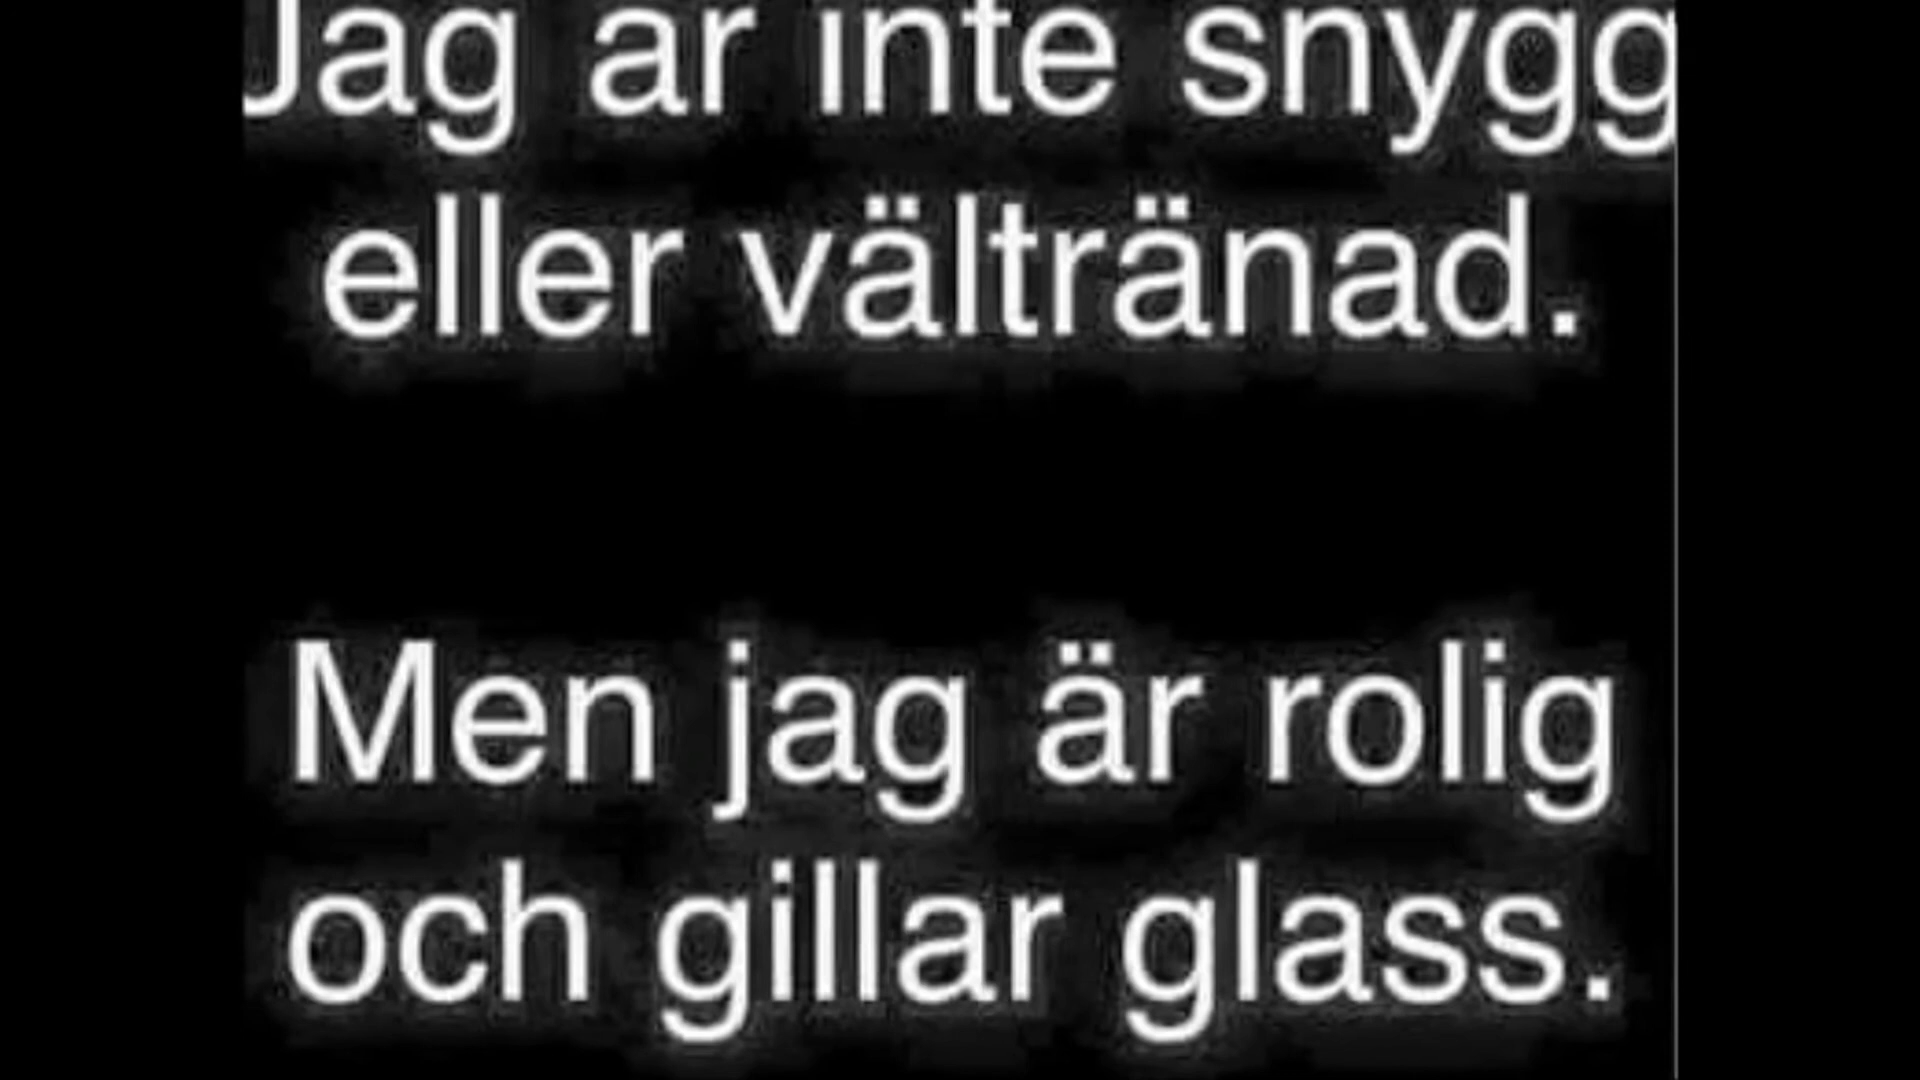 Jag är inte snygg
eller vältränad.
Men jag är rolig
och gillar glass.